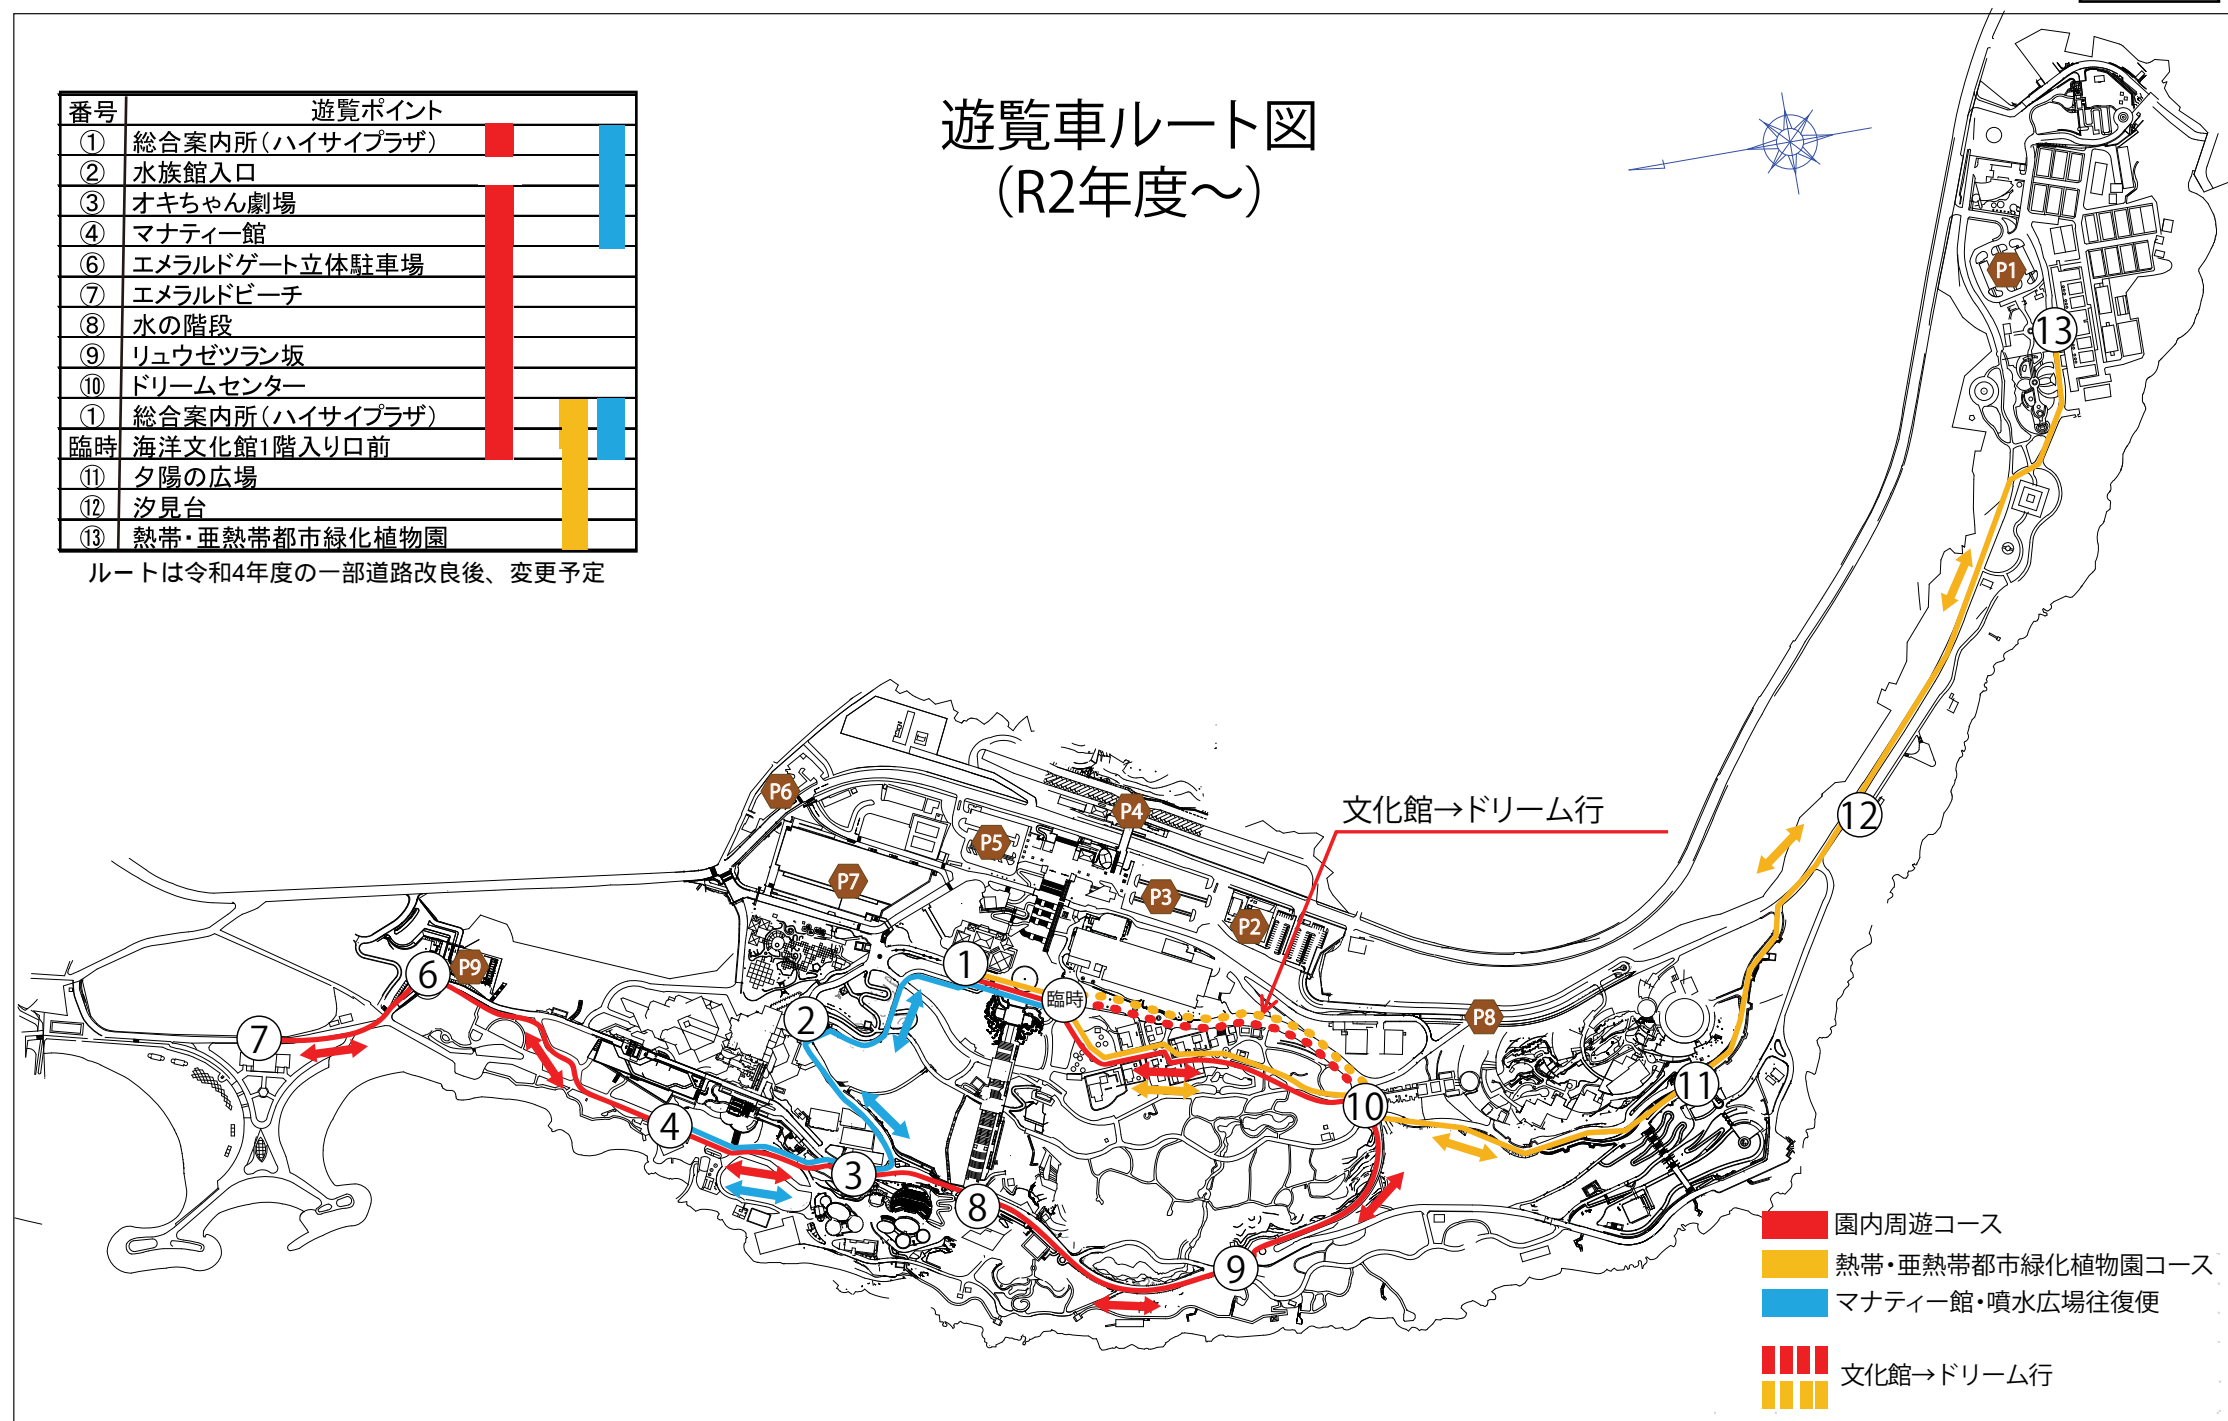 遊覧車ルート図
（R2年度～）
番号 遊覧ポイント
① 総合案内所（ハイサイプラザ）
② 水族館入口
③ オキちゃん劇場
④ マナティー館
⑥ エメラルドゲート立体駐車場
⑦ エメラルドビーチ
⑧ 水の階段
⑨ リュウゼツラン坂
⑩ ドリームセンター
① 総合案内所（ハイサイプラザ）
臨時 海洋文化館1階入り口前
⑪ 夕陽の広場
⑫ 汐見台
⑬ 熱帯・亜熱帯都市緑化植物園
ルートは令和4年度の一部道路改良後、変更予定
P1
13
P6
P4
文化館→ドリーム行
12
P5
P7
P3
P2
P9
6
1
臨時
2
P8
7
11
10
4
3
8
9
園内周遊コース
熱帯・亜熱帯都市緑化植物園コース
マナティー館・噴水広場往復便
文化館→ドリーム行